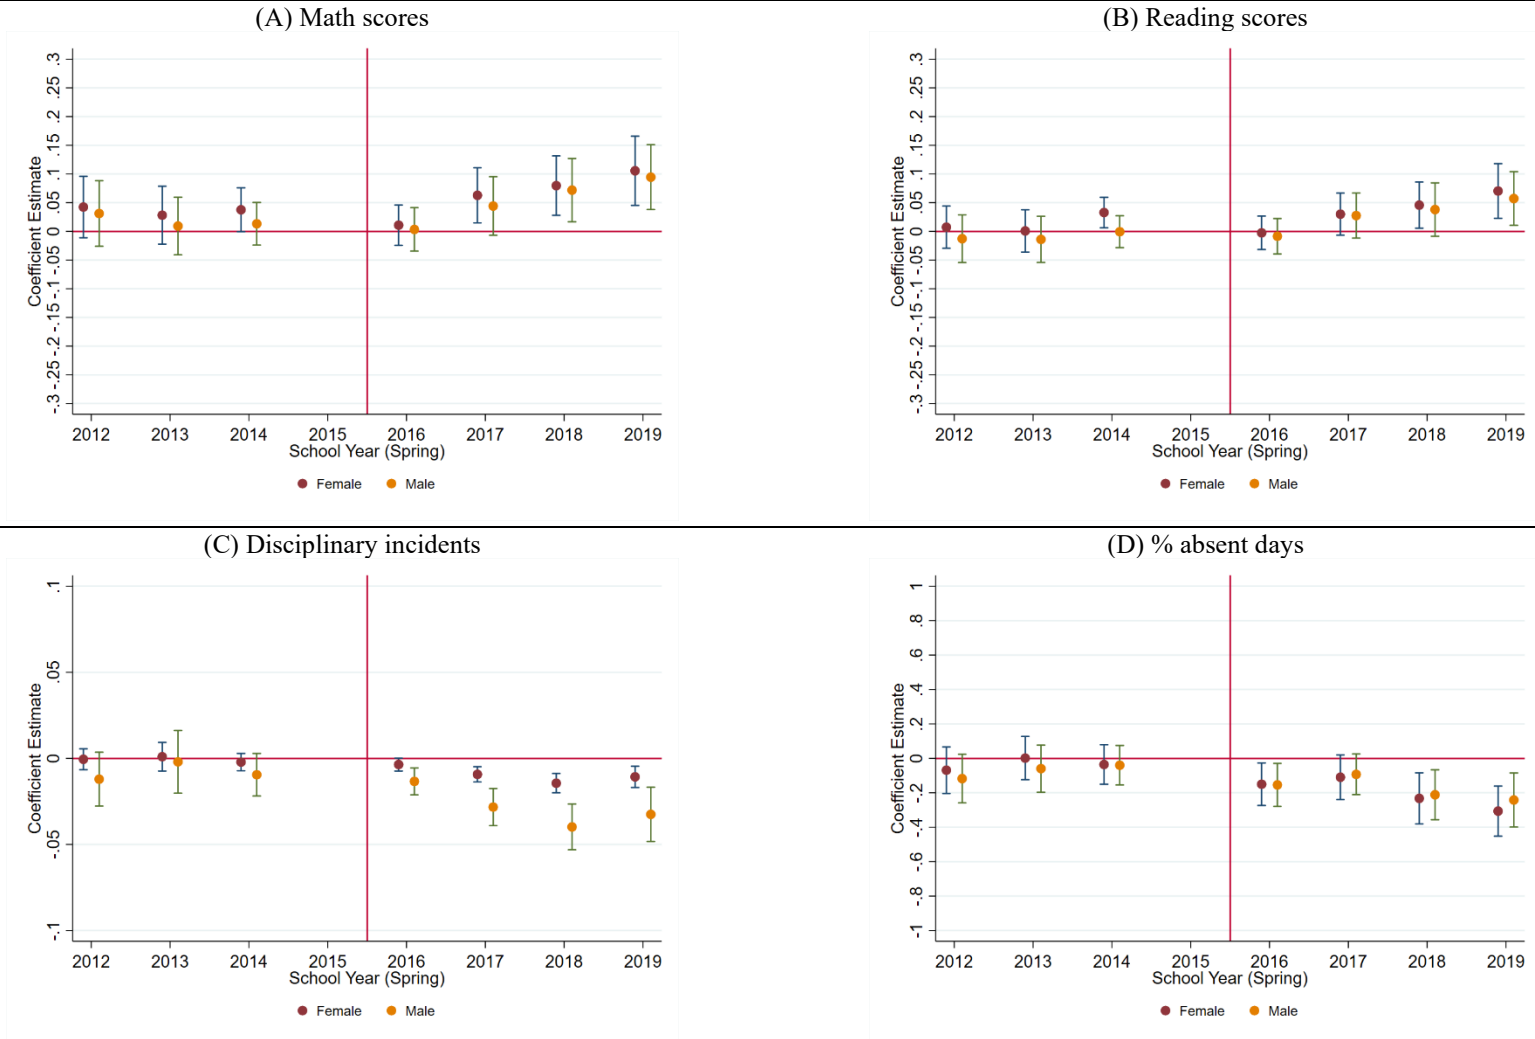 (A) Math scores
.3
.25
.2
.15
.1
.05
0
-.05
-.1
-.15
-.2
-.25
-.3
Coefficient Estimate
2012 2013 2014 2015 2016 2017 2018 2019
School Year (Spring)
Female Male
(B) Reading scores
.3
.25
.2
.15
.1
.05
0
-.05
-.1
-.15
-.2
-.25
-.3
Coefficient Estimate
2012 2013 2014 2015 2016 2017 2018 2019
School Year (Spring)
Female Male
(C) Disciplinary incidents
.1
.05
0
-.05
-.1
Coefficient Estimate
2012 2013 2014 2015 2016 2017 2018 2019
School Year (Spring)
Female Male
(D) % absent days
1
.8
.6
.4
.2
0
-.2
-.4
-.6
-.8
-1
Coefficient Estimate
2012 2013 2014 2015 2016 2017 2018 2019
School Year (Spring)
Female Male